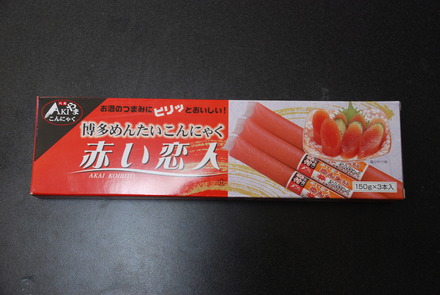 AKiやま
こんにゃく
お酒のつまみにピリッとおいしい!
博多めんたいこんにゃく
赤い恋人
AKAI KOIBITO
150g×3本入